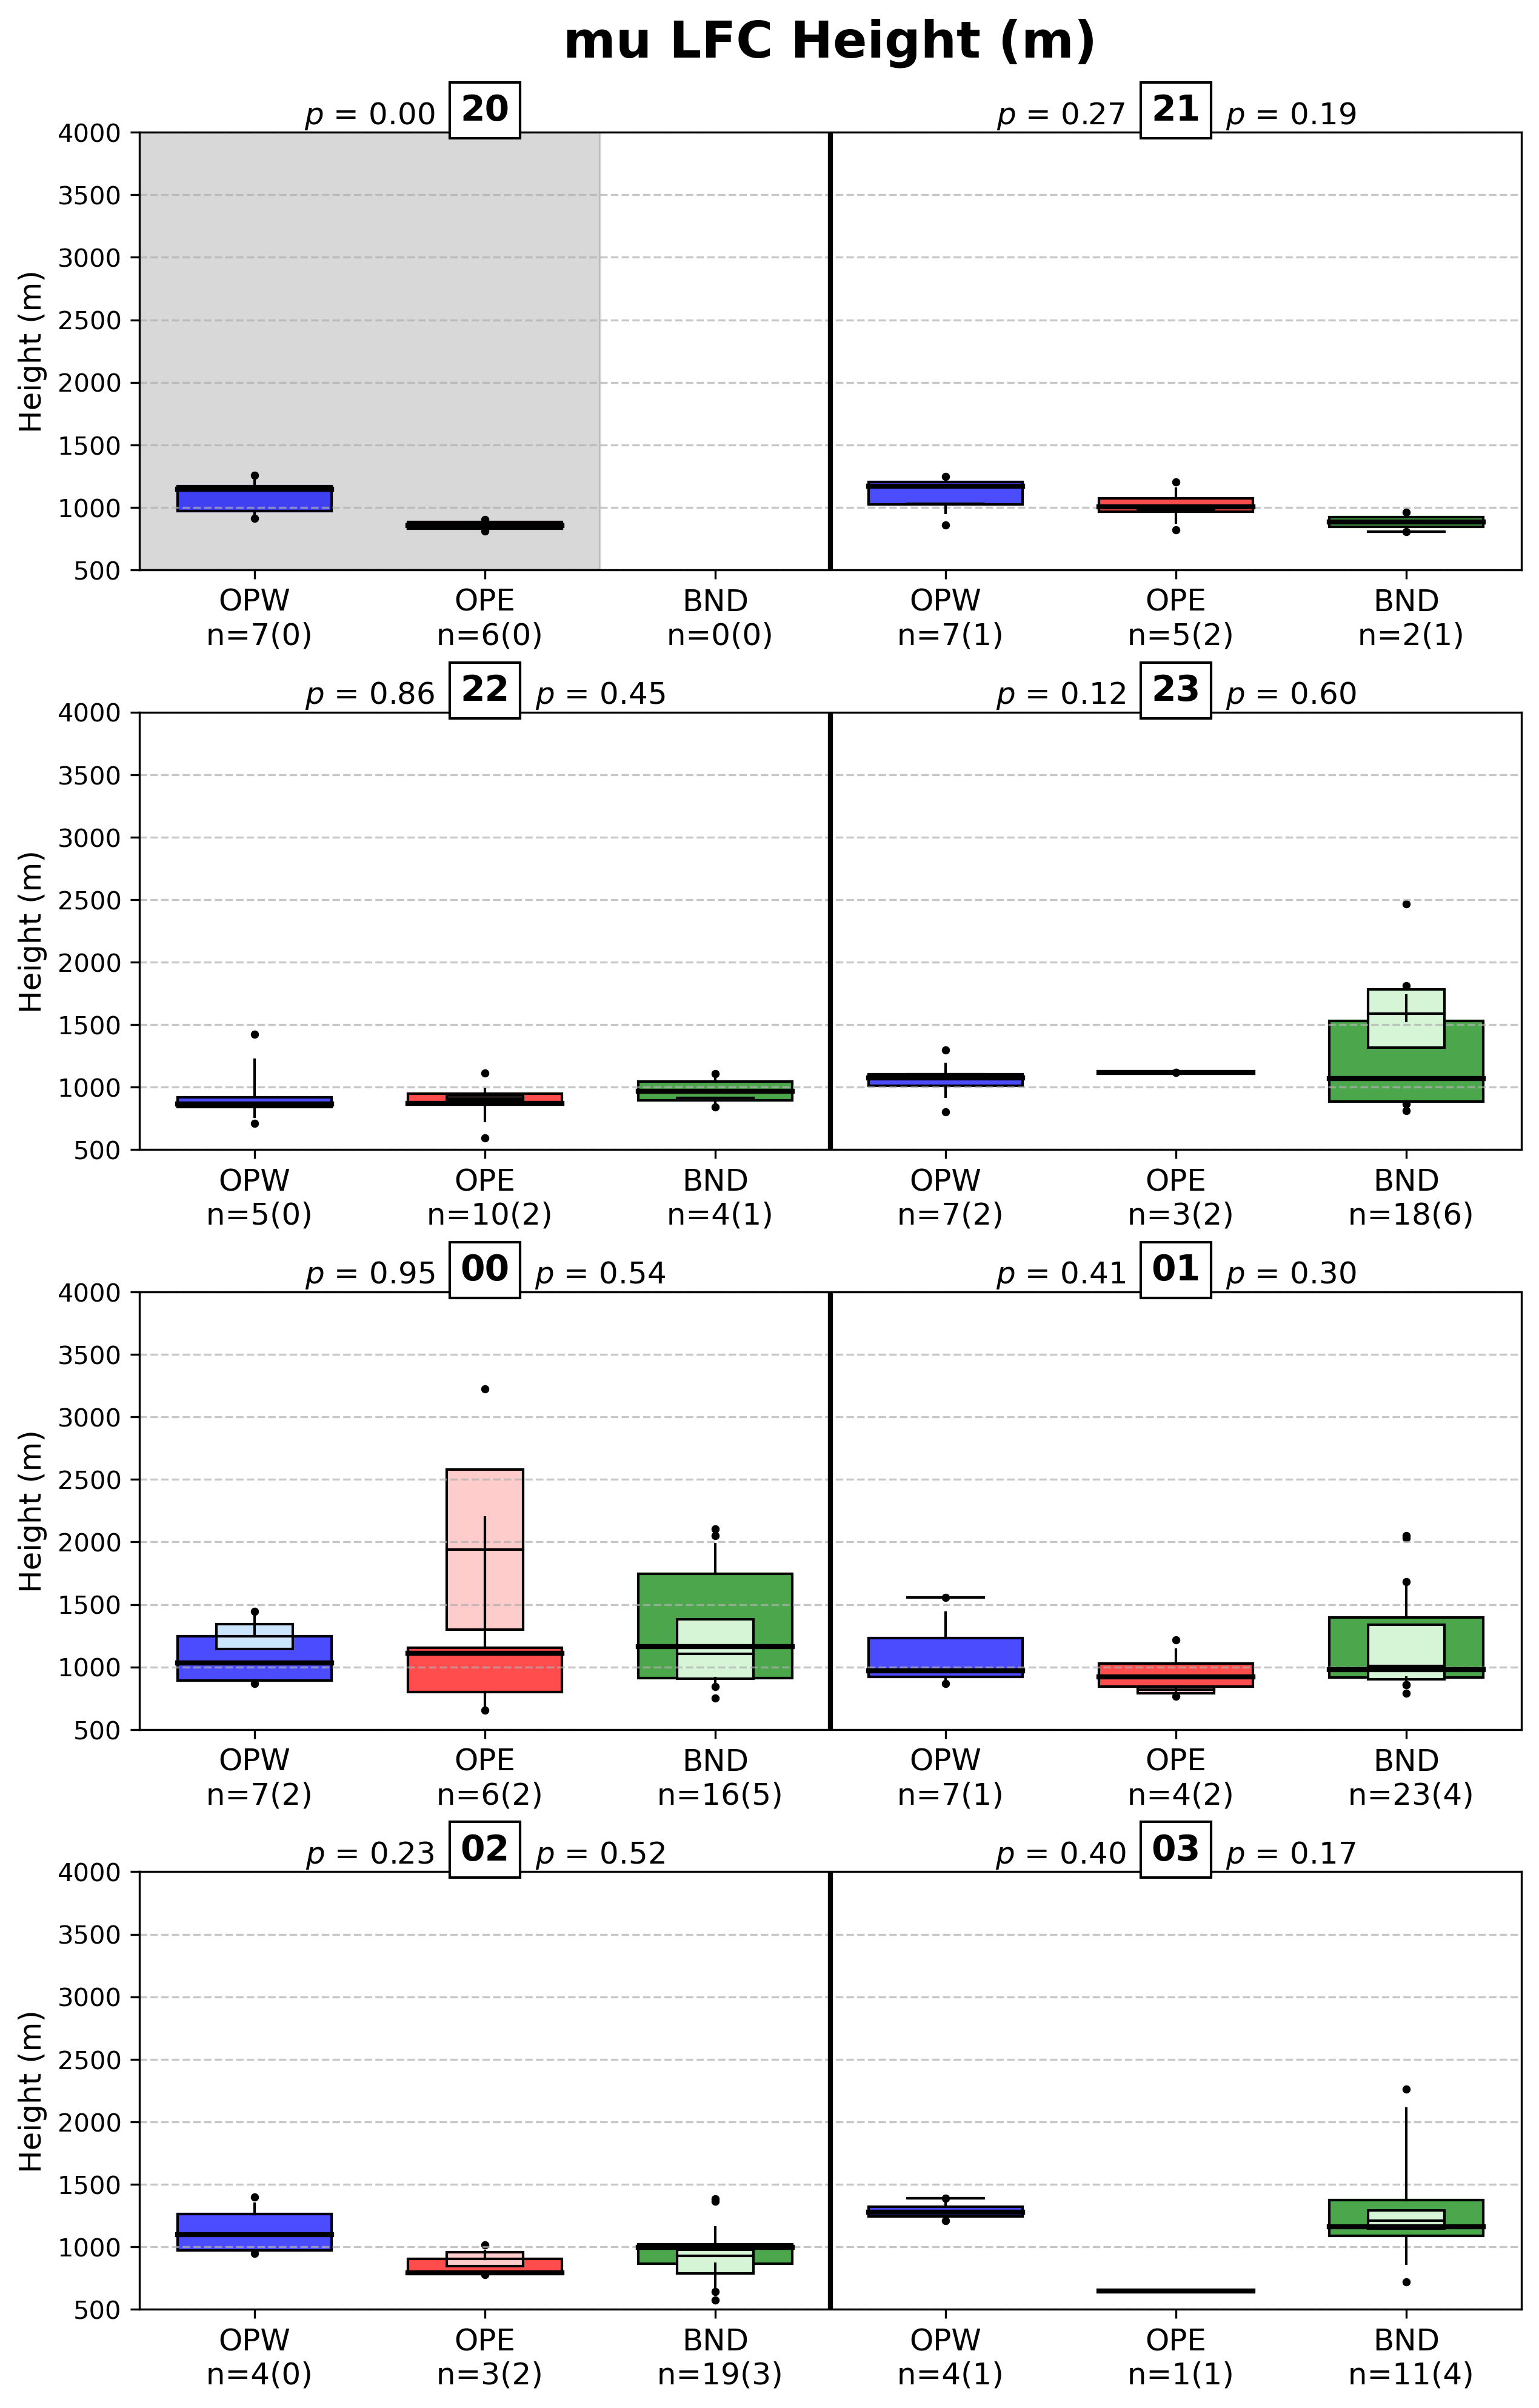 mu LFC Height (m)
p = 0.00 20
p = 0.27 21 p = 0.19
4000
3500
3000
2500
2000
1500
1000
500
Height (m)
OPW OPE BND OPW OPE BND
n=7(0) n=6(0) n=0(0) n=7(1) n=5(2) n=2(1)
p = 0.86 22 p = 0.45
p = 0.12 23 p = 0.60
4000
3500
3000
2500
2000
1500
1000
500
Height (m)
OPW OPE BND OPW OPE BND
n=5(0) n=10(2) n=4(1) n=7(2) n=3(2) n=18(6)
p = 0.95 00 p = 0.54
p = 0.41 01 p = 0.30
4000
3500
3000
2500
2000
1500
1000
500
Height (m)
OPW OPE BND OPW OPE BND
n=7(2) n=6(2) n=16(5) n=7(1) n=4(2) n=23(4)
p = 0.23 02 p = 0.52
p = 0.40 03 p = 0.17
4000
3500
3000
2500
2000
1500
1000
500
Height (m)
OPW OPE BND OPW OPE BND
n=4(0) n=3(2) n=19(3) n=4(1) n=1(1) n=11(4)